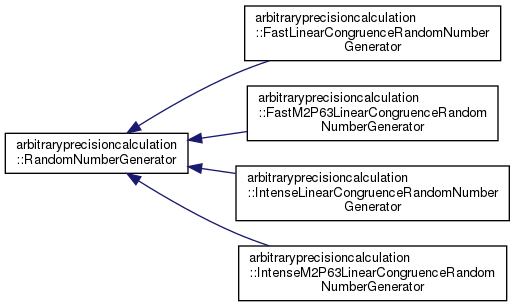 arbitraryprecisioncalculation
::FastLinearCongruenceRandomNumber
Generator
arbitraryprecisioncalculation
::FastM2P63LinearCongruenceRandom
NumberGenerator
arbitraryprecisioncalculation
::RandomNumberGenerator
arbitraryprecisioncalculation
::IntenseLinearCongruenceRandomNumber
Generator
arbitraryprecisioncalculation
::IntenseM2P63LinearCongruenceRandom
NumberGenerator